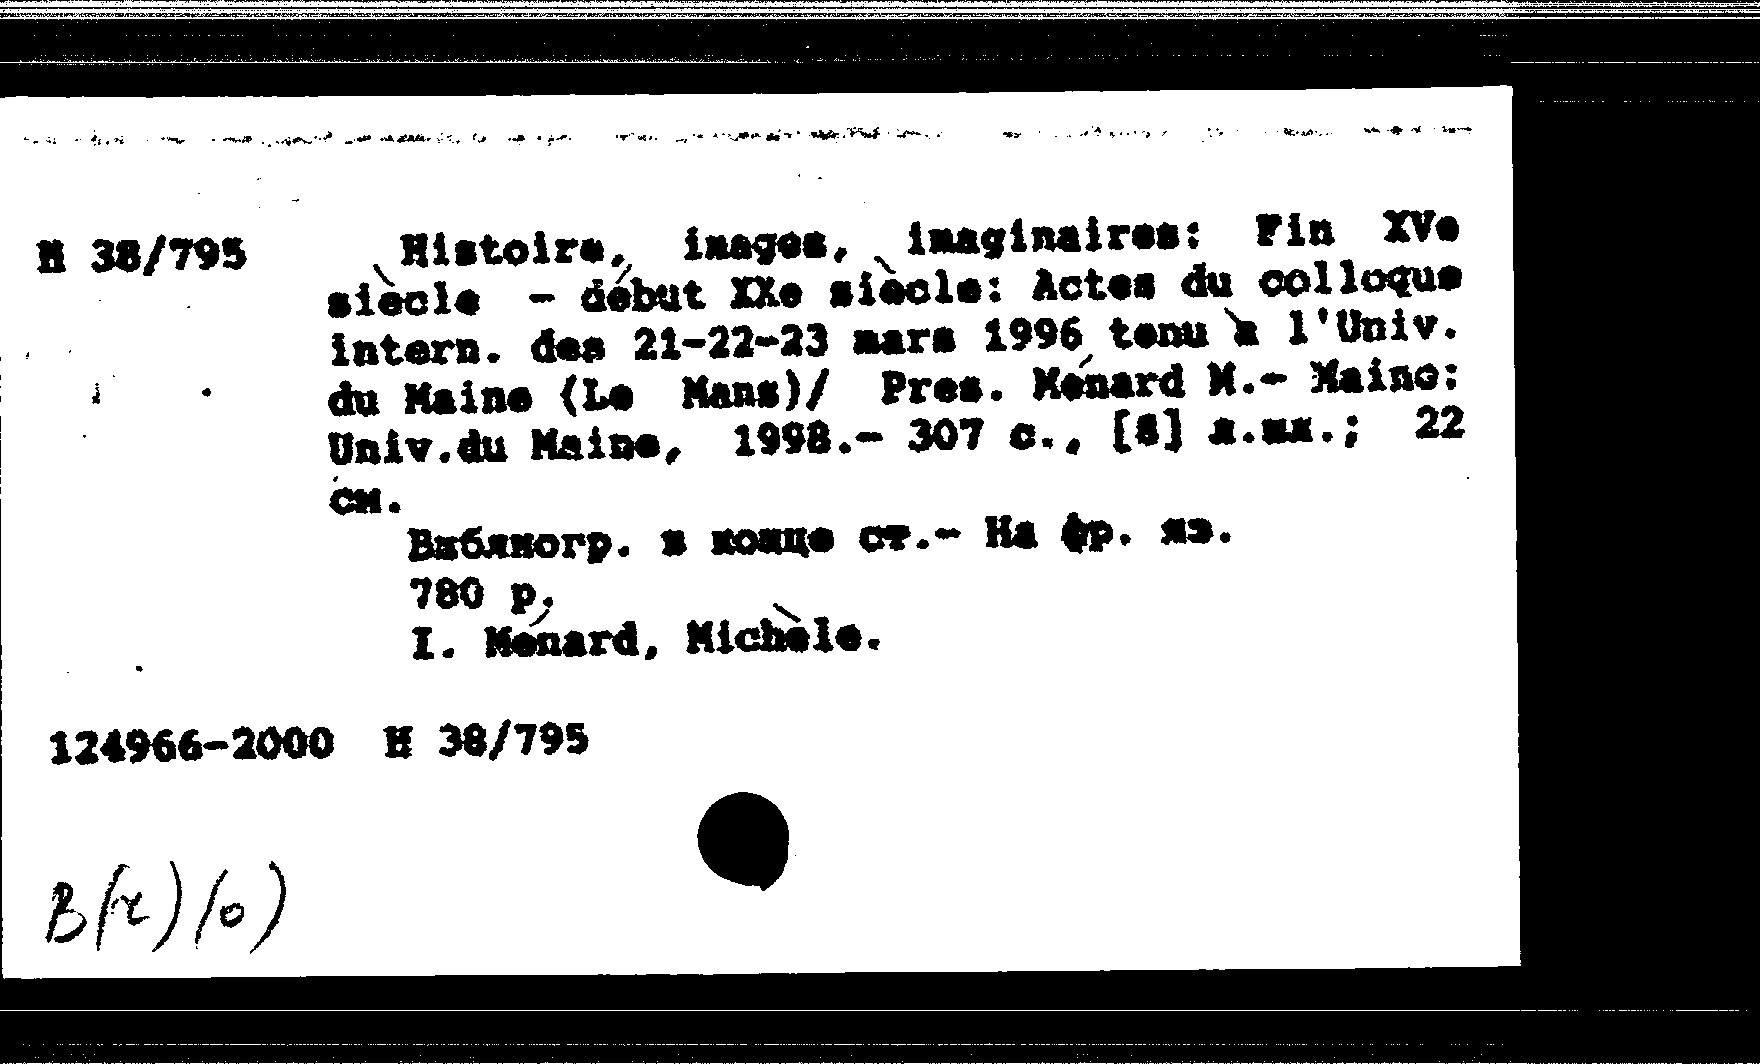 Н 38/795 Histoire, images, imaginaires: Fin XVe
siècle - début XXe siècle: Actes du colloque
intern. des 21-22-23 mars 1996 tenu à l'Univ.
du Maine (Le Mans)/ Pres. Ménard M.- Maine:
Univ.du Maine, 1998.- 307 с., [8] л.ил.; 22
см.
Библиогр. в конце ст.- На фр. яз.
780 р.
I. Ménard, Michèle.
124966-2000 Н 38/795
B(r)(0)